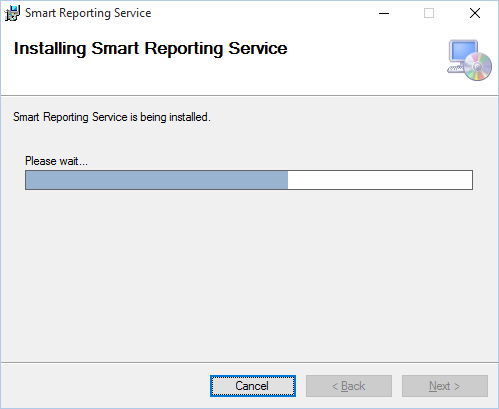 Smart Reporting Service
Installing Smart Reporting Service
Smart Reporting Service is being installed.
Please wait...
Cancel
< Back
Next >